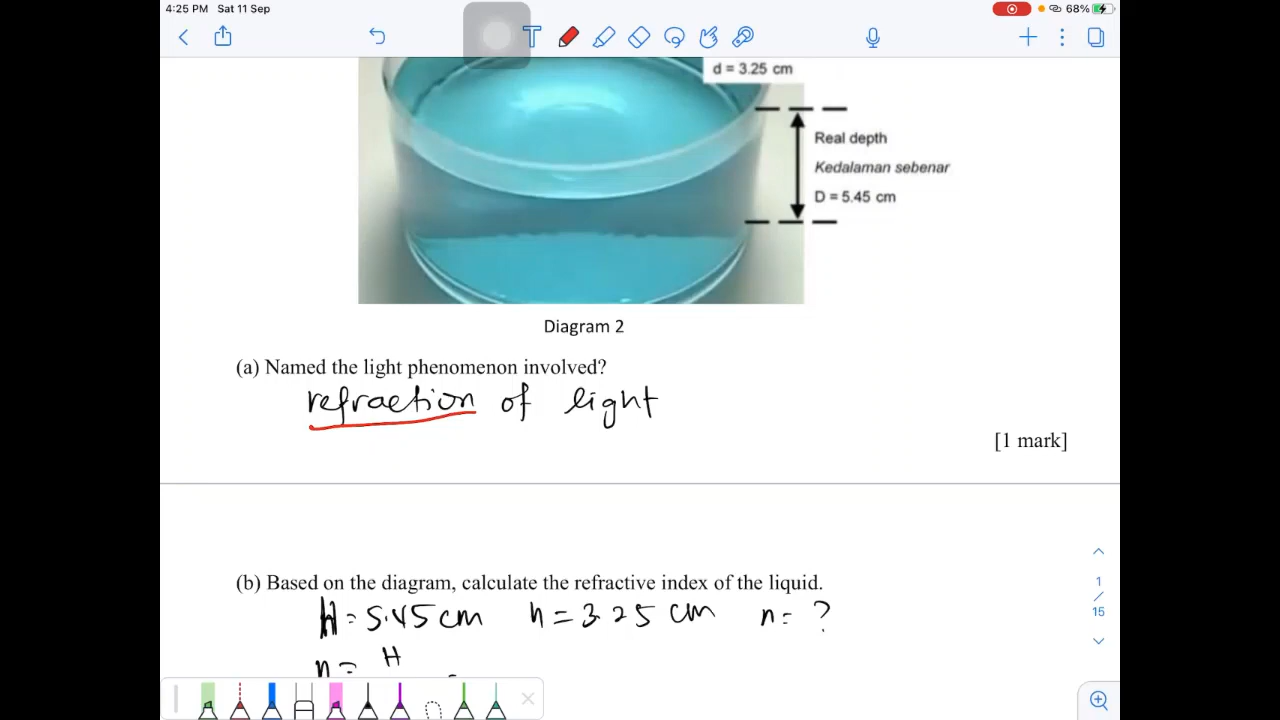 4:25 PM Sat 11 Sep
68%
T
d = 3.25 cm
Real depth
Kedalaman sebenar
D = 5.45 cm
Diagram 2
(a) Named the light phenomenon involved?
refraction of light
[1 mark]
(b) Based on the diagram, calculate the refractive index of the liquid.
H = 5.45 cm h = 3.25 cm n = ?
n = H
1
/
15